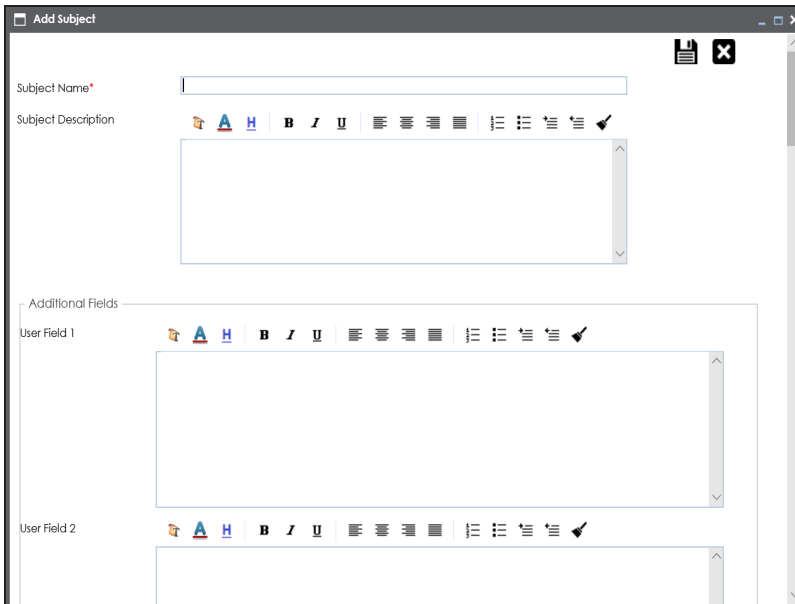 Add Subject
Subject Name*
Subject Description
A H B I U
Additional Fields
User Field 1
A H B I U
User Field 2
A H B I U